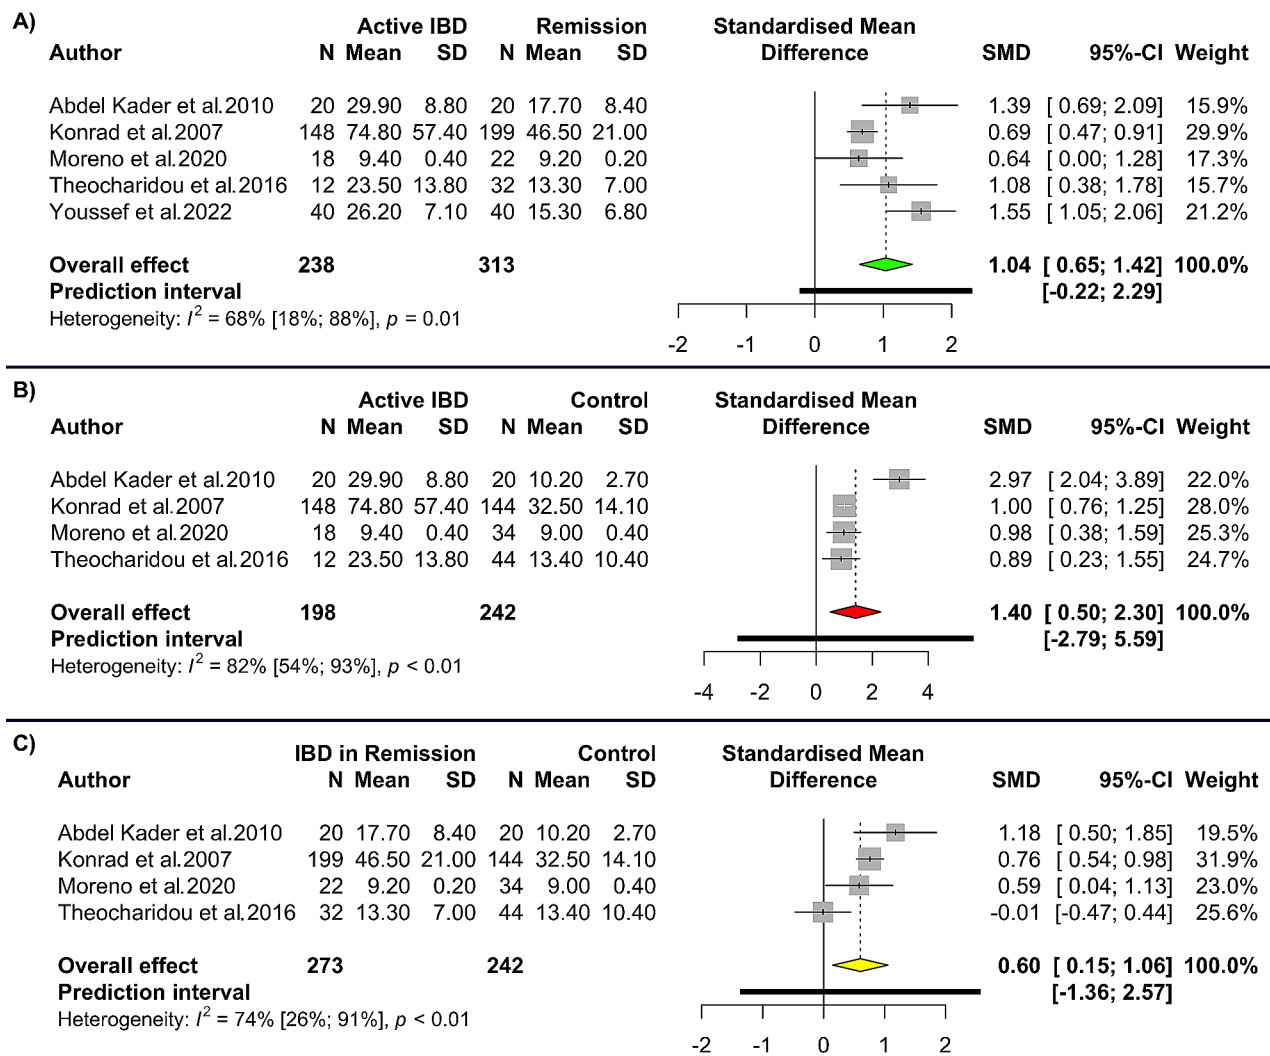 A)
Active IBD Remission Standardised Mean
Author N Mean SD N Mean SD Difference SMD 95%-CI Weight
Abdel Kader et al.2010 20 29.90 8.80 20 17.70 8.40 1.39 [ 0.69; 2.09] 15.9%
Konrad et al.2007 148 74.80 57.40 199 46.50 21.00 0.69 [ 0.47; 0.91] 29.9%
Moreno et al.2020 18 9.40 0.40 22 9.20 0.20 0.64 [ 0.00; 1.28] 17.3%
Theocharidou et al.2016 12 23.50 13.80 32 13.30 7.00 1.08 [ 0.38; 1.78] 15.7%
Youssef et al.2022 40 26.20 7.10 40 15.30 6.80 1.55 [ 1.05; 2.06] 21.2%
Overall effect 238 313 1.04 [ 0.65; 1.42] 100.0%
Prediction interval [-0.22; 2.29]
Heterogeneity: I² = 68% [18%; 88%], p = 0.01
-2 -1 0 1 2
B)
Active IBD Control Standardised Mean
Author N Mean SD N Mean SD Difference SMD 95%-CI Weight
Abdel Kader et al.2010 20 29.90 8.80 20 10.20 2.70 2.97 [ 2.04; 3.89] 22.0%
Konrad et al.2007 148 74.80 57.40 144 32.50 14.10 1.00 [ 0.76; 1.25] 28.0%
Moreno et al.2020 18 9.40 0.40 34 9.00 0.40 0.98 [ 0.38; 1.59] 25.3%
Theocharidou et al.2016 12 23.50 13.80 44 13.40 10.40 0.89 [ 0.23; 1.55] 24.7%
Overall effect 198 242 1.40 [ 0.50; 2.30] 100.0%
Prediction interval [-2.79; 5.59]
Heterogeneity: I² = 82% [54%; 93%], p < 0.01
-4 -2 0 2 4
C)
IBD in Remission Control Standardised Mean
Author N Mean SD N Mean SD Difference SMD 95%-CI Weight
Abdel Kader et al.2010 20 17.70 8.40 20 10.20 2.70 1.18 [ 0.50; 1.85] 19.5%
Konrad et al.2007 199 46.50 21.00 144 32.50 14.10 0.76 [ 0.54; 0.98] 31.9%
Moreno et al.2020 22 9.20 0.20 34 9.00 0.40 0.59 [ 0.04; 1.13] 23.0%
Theocharidou et al.2016 32 13.30 7.00 44 13.40 10.40 -0.01 [-0.47; 0.44] 25.6%
Overall effect 273 242 0.60 [ 0.15; 1.06] 100.0%
Prediction interval [-1.36; 2.57]
Heterogeneity: I² = 74% [26%; 91%], p < 0.01
-2 -1 0 1 2